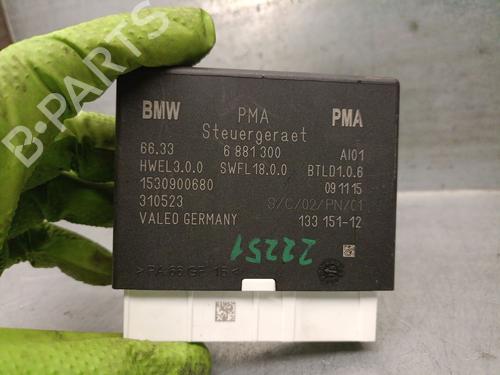 BMW PMA PMA
Steuergeraet
66.33 6 881 300 AI01
HWEL3.0.0 SWFL18.0.0 BTLD1.0.6
1530900680 091115
310523 S/C/02/PN/C1
VALEO GERMANY 133 151-12
22251
>PA 66 GF 15<
B-PARTS